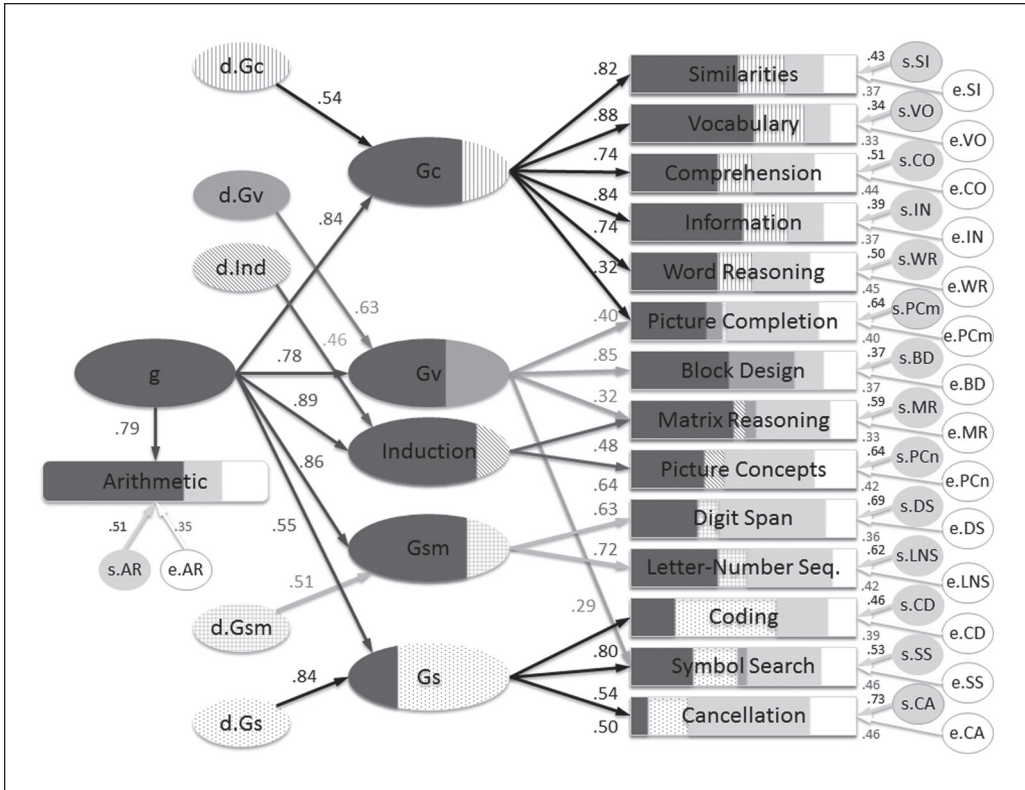 d.Gc
.54
d.Gv
d.Ind
.84
.63
.46
g
.78
.89
.86
.55
.79
Arithmetic
.51
.35
s.AR
e.AR
.51
d.Gsm
.84
d.Gs
Gc
Gv
Induction
Gsm
Gs
.82
.88
.74
.84
.74
.32
.40
.85
.32
.48
.64
.63
.72
.29
.80
.54
.50
Similarities
.43
.37
s.SI
e.SI
Vocabulary
.34
.33
s.VO
e.VO
Comprehension
.51
.44
s.CO
e.CO
Information
.39
.37
s.IN
e.IN
Word Reasoning
.50
.45
s.WR
e.WR
Picture Completion
.64
.40
s.PCm
e.PCm
Block Design
.37
.37
s.BD
e.BD
Matrix Reasoning
.59
.33
s.MR
e.MR
Picture Concepts
.64
.42
s.PCn
e.PCn
Digit Span
.69
.36
s.DS
e.DS
Letter-Number Seq.
.62
.42
s.LNS
e.LNS
Coding
.46
.39
s.CD
e.CD
Symbol Search
.53
.46
s.SS
e.SS
Cancellation
.73
.46
s.CA
e.CA